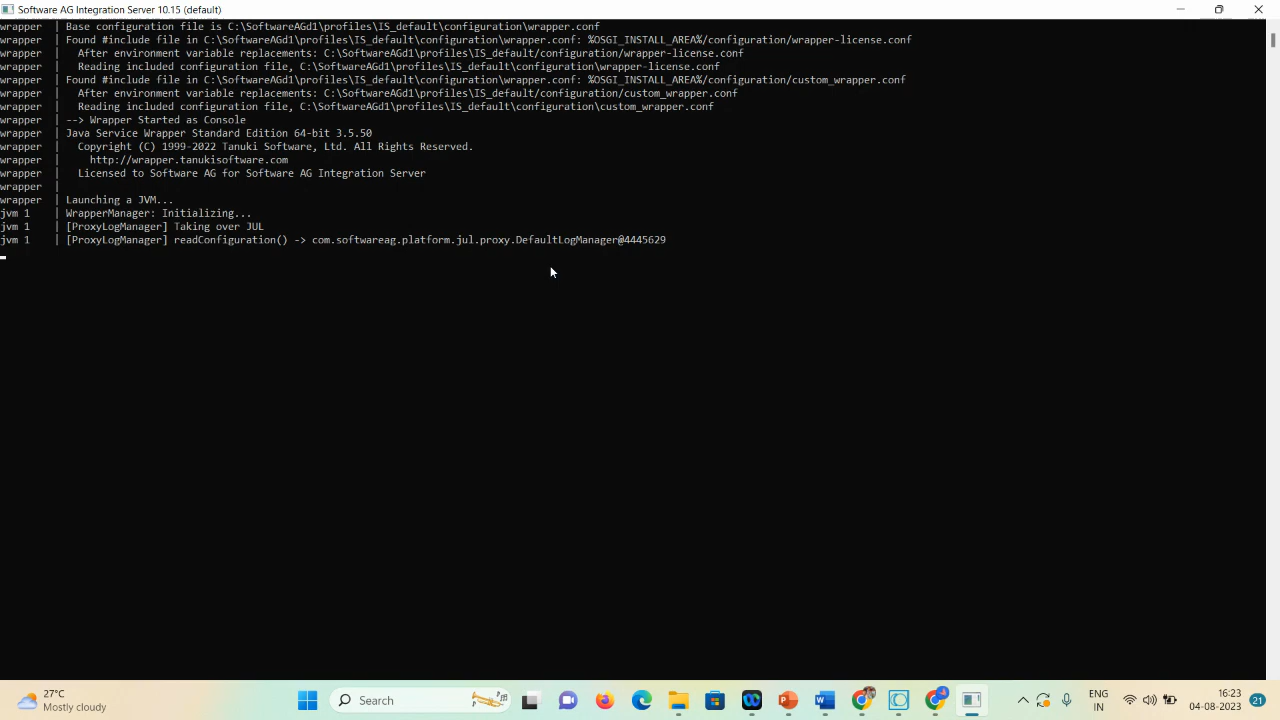 Software AG Integration Server 10.15 (default)
wrapper | Base configuration file is C:\SoftwareAGd1\profiles\IS_default\configuration\wrapper.conf
wrapper | Found #include file in C:\SoftwareAGd1\profiles\IS_default\configuration\wrapper.conf: %OSGI_INSTALL_AREA%/configuration/wrapper-license.conf
wrapper | After environment variable replacements: C:\SoftwareAGd1\profiles\IS_default/configuration/wrapper-license.conf
wrapper | Reading included configuration file, C:\SoftwareAGd1\profiles\IS_default\configuration\wrapper-license.conf
wrapper | Found #include file in C:\SoftwareAGd1\profiles\IS_default\configuration\wrapper.conf: %OSGI_INSTALL_AREA%/configuration/custom_wrapper.conf
wrapper | After environment variable replacements: C:\SoftwareAGd1\profiles\IS_default/configuration/custom_wrapper.conf
wrapper | Reading included configuration file, C:\SoftwareAGd1\profiles\IS_default\configuration\custom_wrapper.conf
wrapper | --> Wrapper Started as Console
wrapper | Java Service Wrapper Standard Edition 64-bit 3.5.50
wrapper | Copyright (C) 1999-2022 Tanuki Software, Ltd. All Rights Reserved.
wrapper | http://wrapper.tanukisoftware.com
wrapper | Licensed to Software AG for Software AG Integration Server
wrapper |
wrapper | Launching a JVM...
jvm 1 | WrapperManager: Initializing...
jvm 1 | [ProxyLogManager] Taking over JUL
jvm 1 | [ProxyLogManager] readConfiguration() -> com.softwareag.platform.jul.proxy.DefaultLogManager@4445629
27°C
Mostly cloudy
Search
ENG
IN
16:23
04-08-2023
21